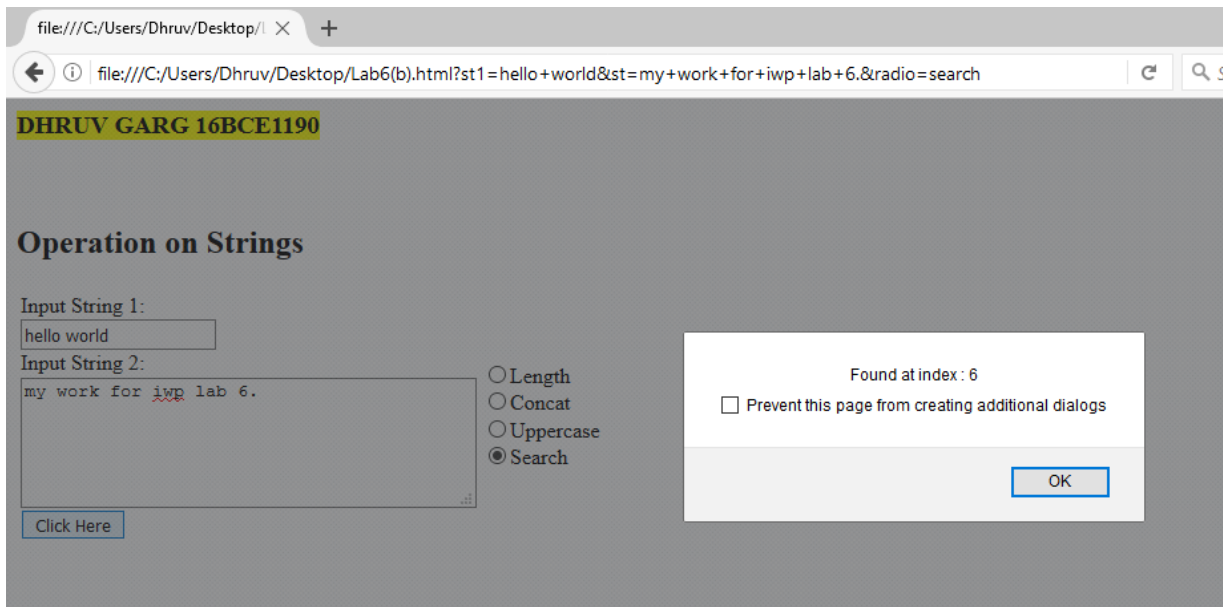 file:///C:/Users/Dhruv/Desktop/
file:///C:/Users/Dhruv/Desktop/Lab6(b).html?st1=hello+world&st=my+work+for+iwp+lab+6.&radio=search
DHRUV GARG 16BCE1190
Operation on Strings
Input String 1:
hello world
Input String 2:
my work for iwp lab 6.
Length
Concat
Uppercase
Search
Click Here
Found at index : 6
Prevent this page from creating additional dialogs
OK